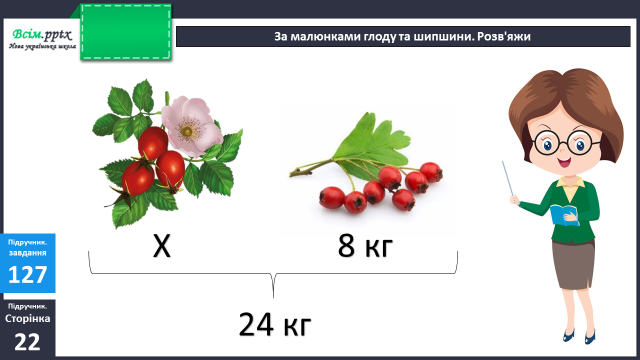 Всім.pptx
Нова українська школа
За малюнками глоду та шипшини. Розв'яжи
Х
8 кг
24 кг
Підручник.
завдання
127
Підручник.
Сторінка
22